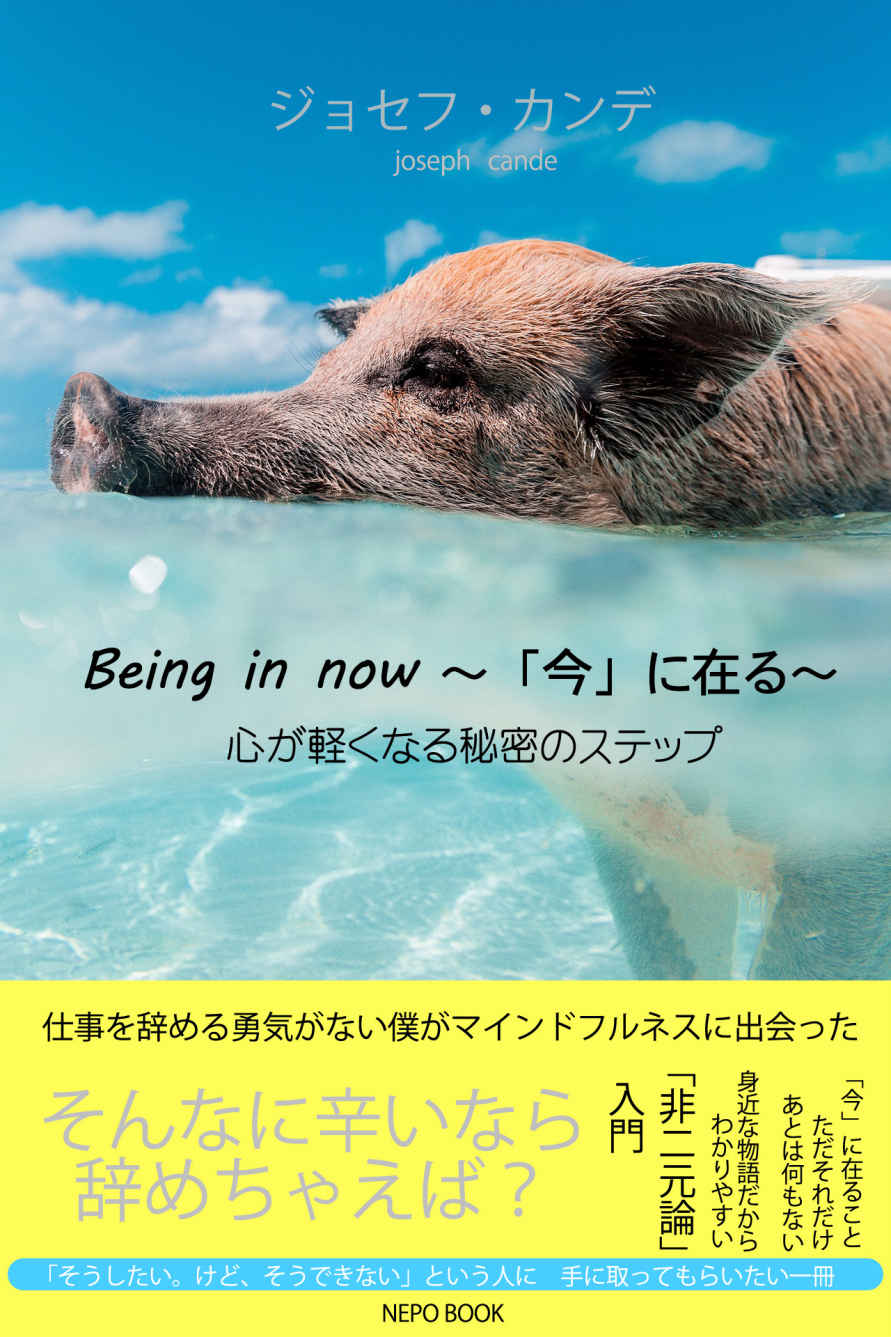 ジョセフ・カンデ
joseph cande
Being in now ～「今」に在る～
心が軽くなる秘密のステップ
仕事を辞める勇気がない僕がマインドフルネスに出会った
そんなに辛いなら
辞めちゃえば？
「今」に在ること
ただそれだけ
あとは何もない
身近な物語だから
わかりやすい
「非二元論」
入門
「そうしたい。けど、そうできない」という人に　手に取ってもらいたい一冊
NEPO BOOK